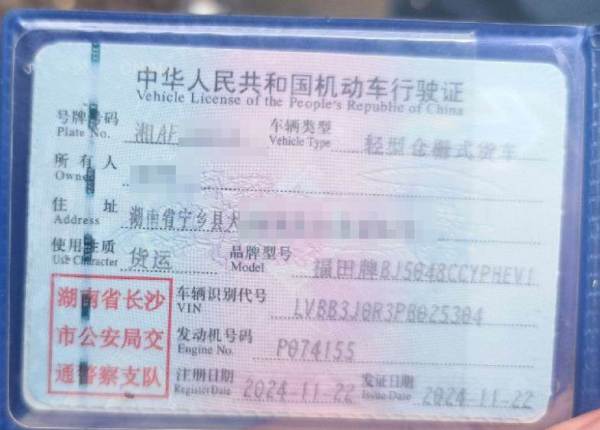 中华人民共和国机动车行驶证
Vehicle License of the People's Republic of China
号牌号码 湘AF 车辆类型 轻型仓栅式货车
Plate No. Vehicle Type
所有人
Owner
住址 湖南省宁乡县大
Address
使用性质 货运 品牌型号 福田牌BJ5048CCYPHEV1
Use Character Model
湖南省长沙
市公安局交
通警察支队
车辆识别代号 LVBB3J0R3PB025304
VIN
发动机号码 P074155
Engine No.
注册日期 2024-11-22 发证日期 2024-11-22
Register Date Issue Date